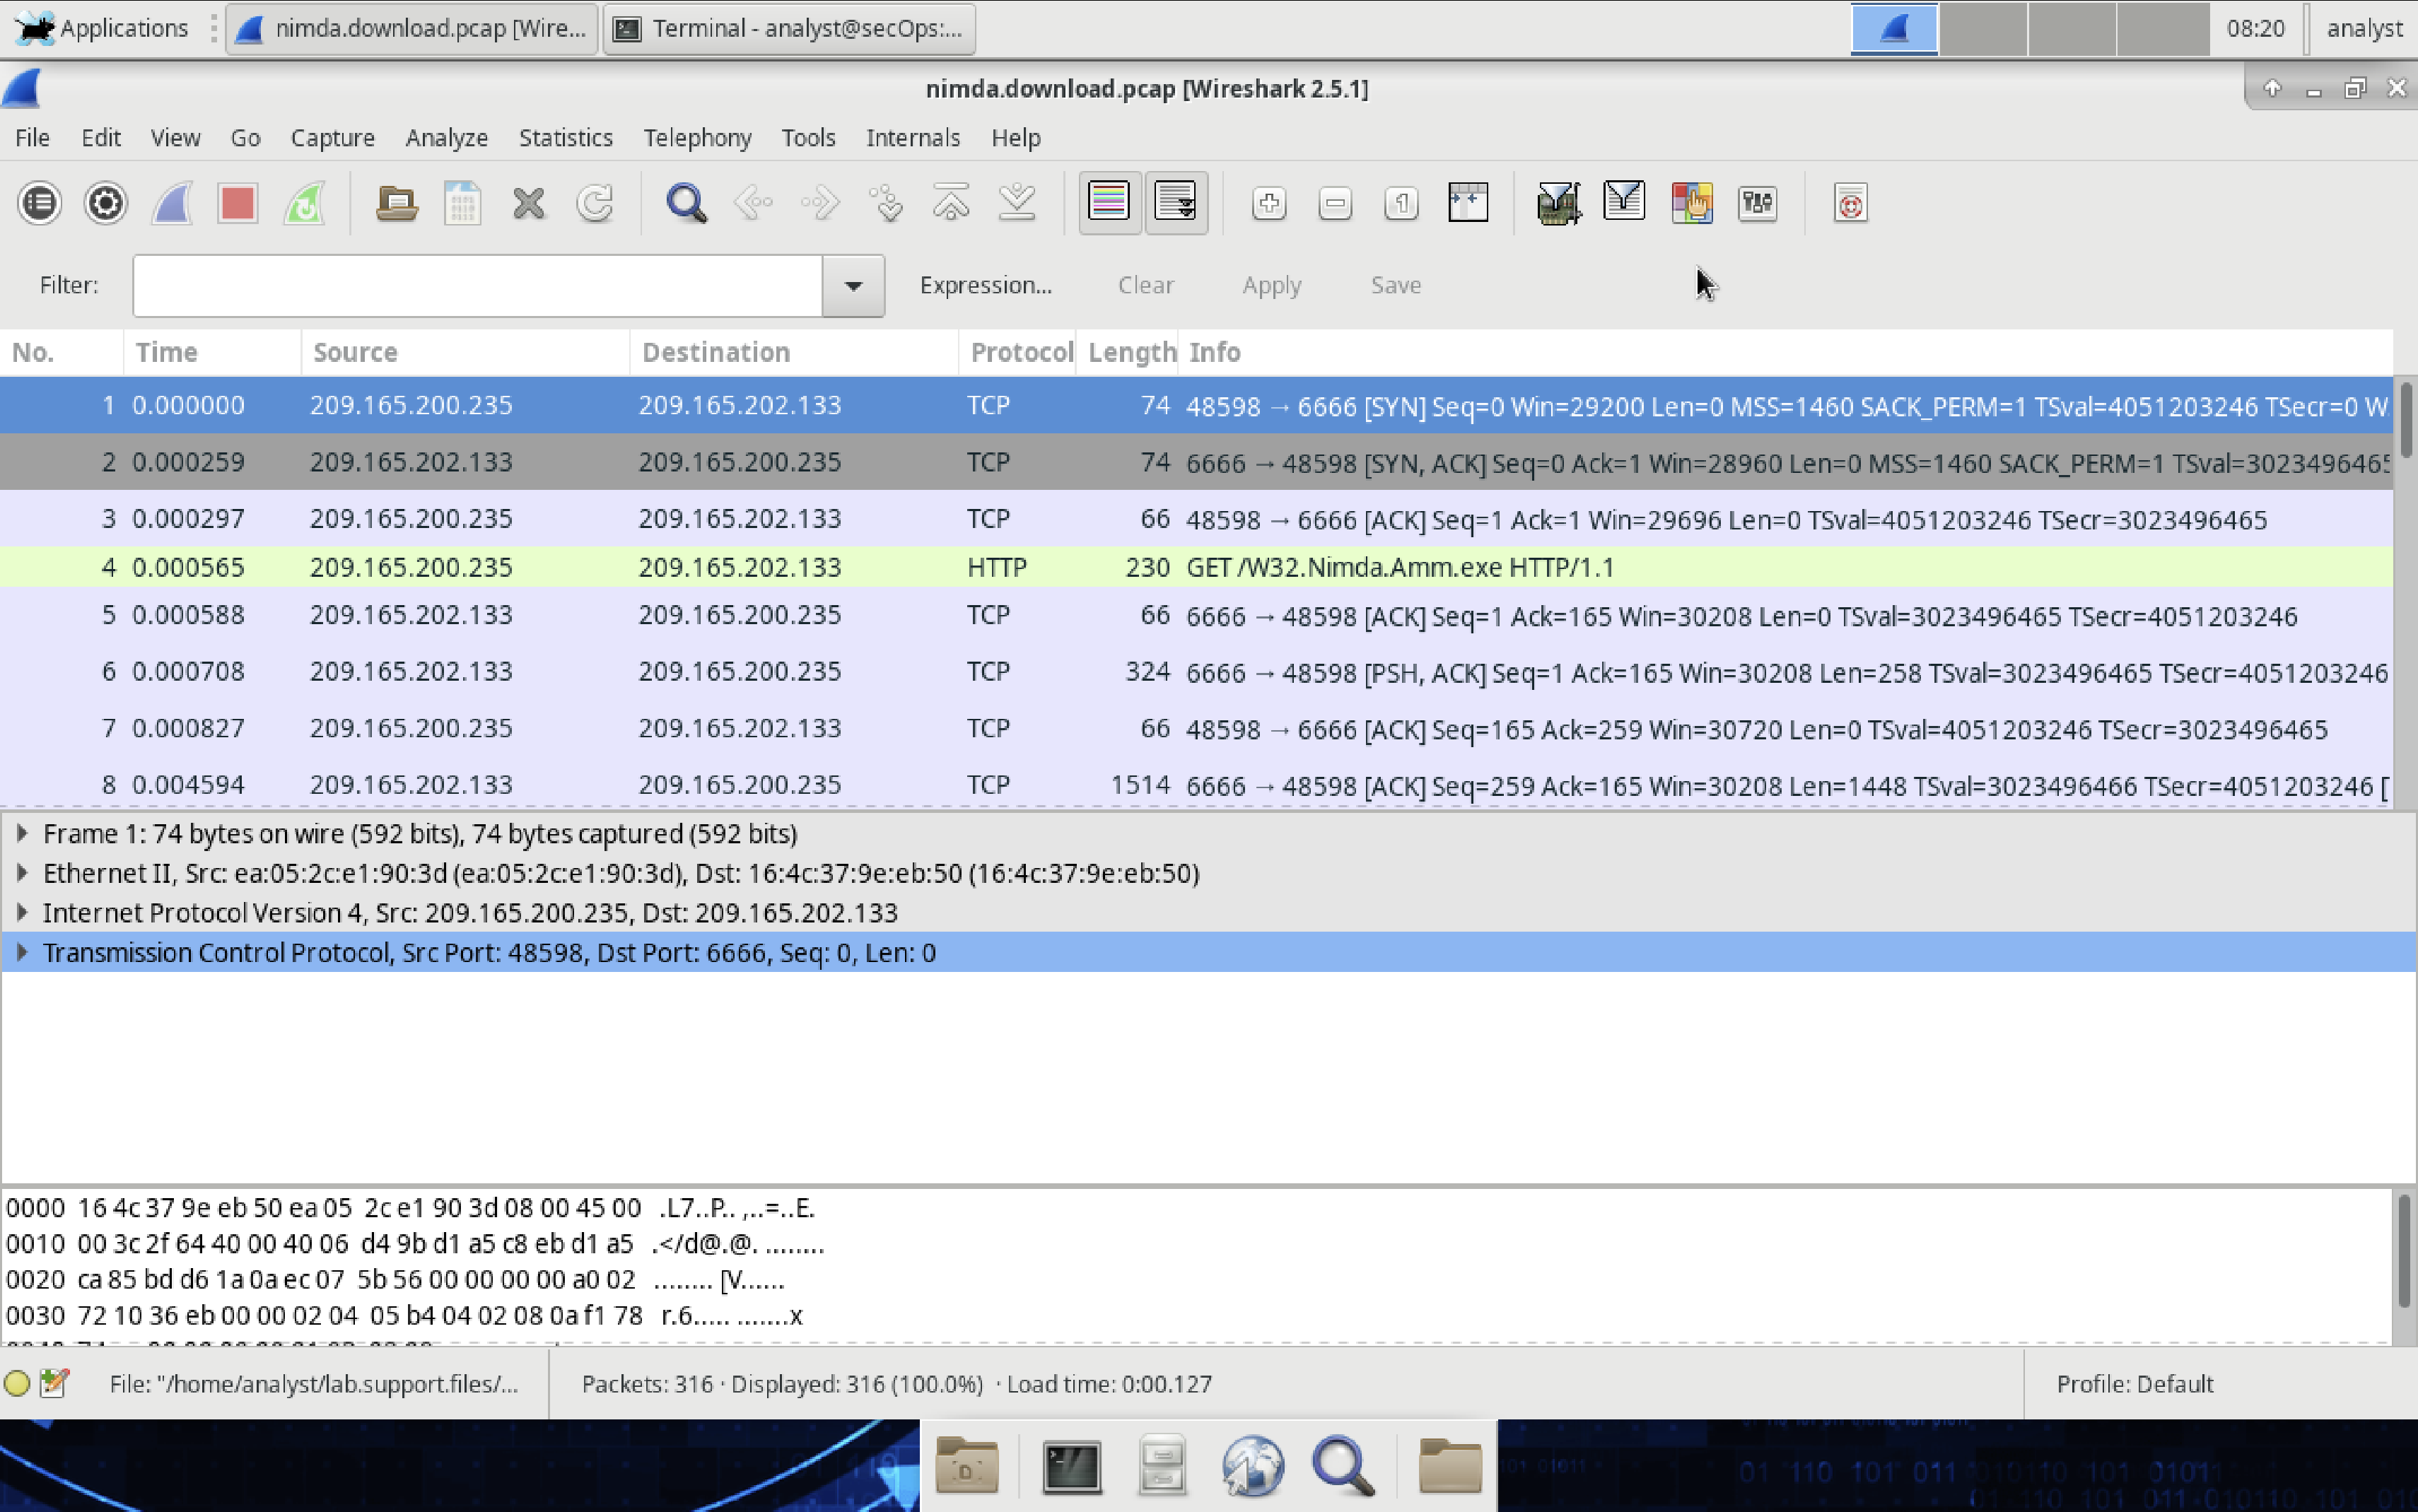 Applications nimda.download.pcap [Wire... Terminal - analyst@secOps:... 08:20 analyst
nimda.download.pcap [Wireshark 2.5.1]
File Edit View Go Capture Analyze Statistics Telephony Tools Internals Help
Filter: Expression... Clear Apply Save
No. Time Source Destination Protocol Length Info
1 0.000000 209.165.200.235 209.165.202.133 TCP 74 48598 → 6666 [SYN] Seq=0 Win=29200 Len=0 MSS=1460 SACK_PERM=1 TSval=4051203246 TSecr=0 W
2 0.000259 209.165.202.133 209.165.200.235 TCP 74 6666 → 48598 [SYN, ACK] Seq=0 Ack=1 Win=28960 Len=0 MSS=1460 SACK_PERM=1 TSval=3023496465
3 0.000297 209.165.200.235 209.165.202.133 TCP 66 48598 → 6666 [ACK] Seq=1 Ack=1 Win=29696 Len=0 TSval=4051203246 TSecr=3023496465
4 0.000565 209.165.200.235 209.165.202.133 HTTP 230 GET /W32.Nimda.Amm.exe HTTP/1.1
5 0.000588 209.165.202.133 209.165.200.235 TCP 66 6666 → 48598 [ACK] Seq=1 Ack=165 Win=30208 Len=0 TSval=3023496465 TSecr=4051203246
6 0.000708 209.165.202.133 209.165.200.235 TCP 324 6666 → 48598 [PSH, ACK] Seq=1 Ack=165 Win=30208 Len=258 TSval=3023496465 TSecr=4051203246
7 0.000827 209.165.200.235 209.165.202.133 TCP 66 48598 → 6666 [ACK] Seq=165 Ack=259 Win=30720 Len=0 TSval=4051203246 TSecr=3023496465
8 0.004594 209.165.202.133 209.165.200.235 TCP 1514 6666 → 48598 [ACK] Seq=259 Ack=165 Win=30208 Len=1448 TSval=3023496466 TSecr=4051203246 [
Frame 1: 74 bytes on wire (592 bits), 74 bytes captured (592 bits)
Ethernet II, Src: ea:05:2c:e1:90:3d (ea:05:2c:e1:90:3d), Dst: 16:4c:37:9e:eb:50 (16:4c:37:9e:eb:50)
Internet Protocol Version 4, Src: 209.165.200.235, Dst: 209.165.202.133
Transmission Control Protocol, Src Port: 48598, Dst Port: 6666, Seq: 0, Len: 0
0000 16 4c 37 9e eb 50 ea 05 2c e1 90 3d 08 00 45 00 .L7..P.. ,..=..E.
0010 00 3c 2f 64 40 00 40 06 d4 9b d1 a5 c8 eb d1 a5 .</d@.@. ........
0020 ca 85 bd d6 1a 0a ec 07 5b 56 00 00 00 00 a0 02 ........ [V......
0030 72 10 36 eb 00 00 02 04 05 b4 04 02 08 0a f1 78 r.6..... .......x
File: "/home/analyst/lab.support.files/... Packets: 316 · Displayed: 316 (100.0%) · Load time: 0:00.127 Profile: Default